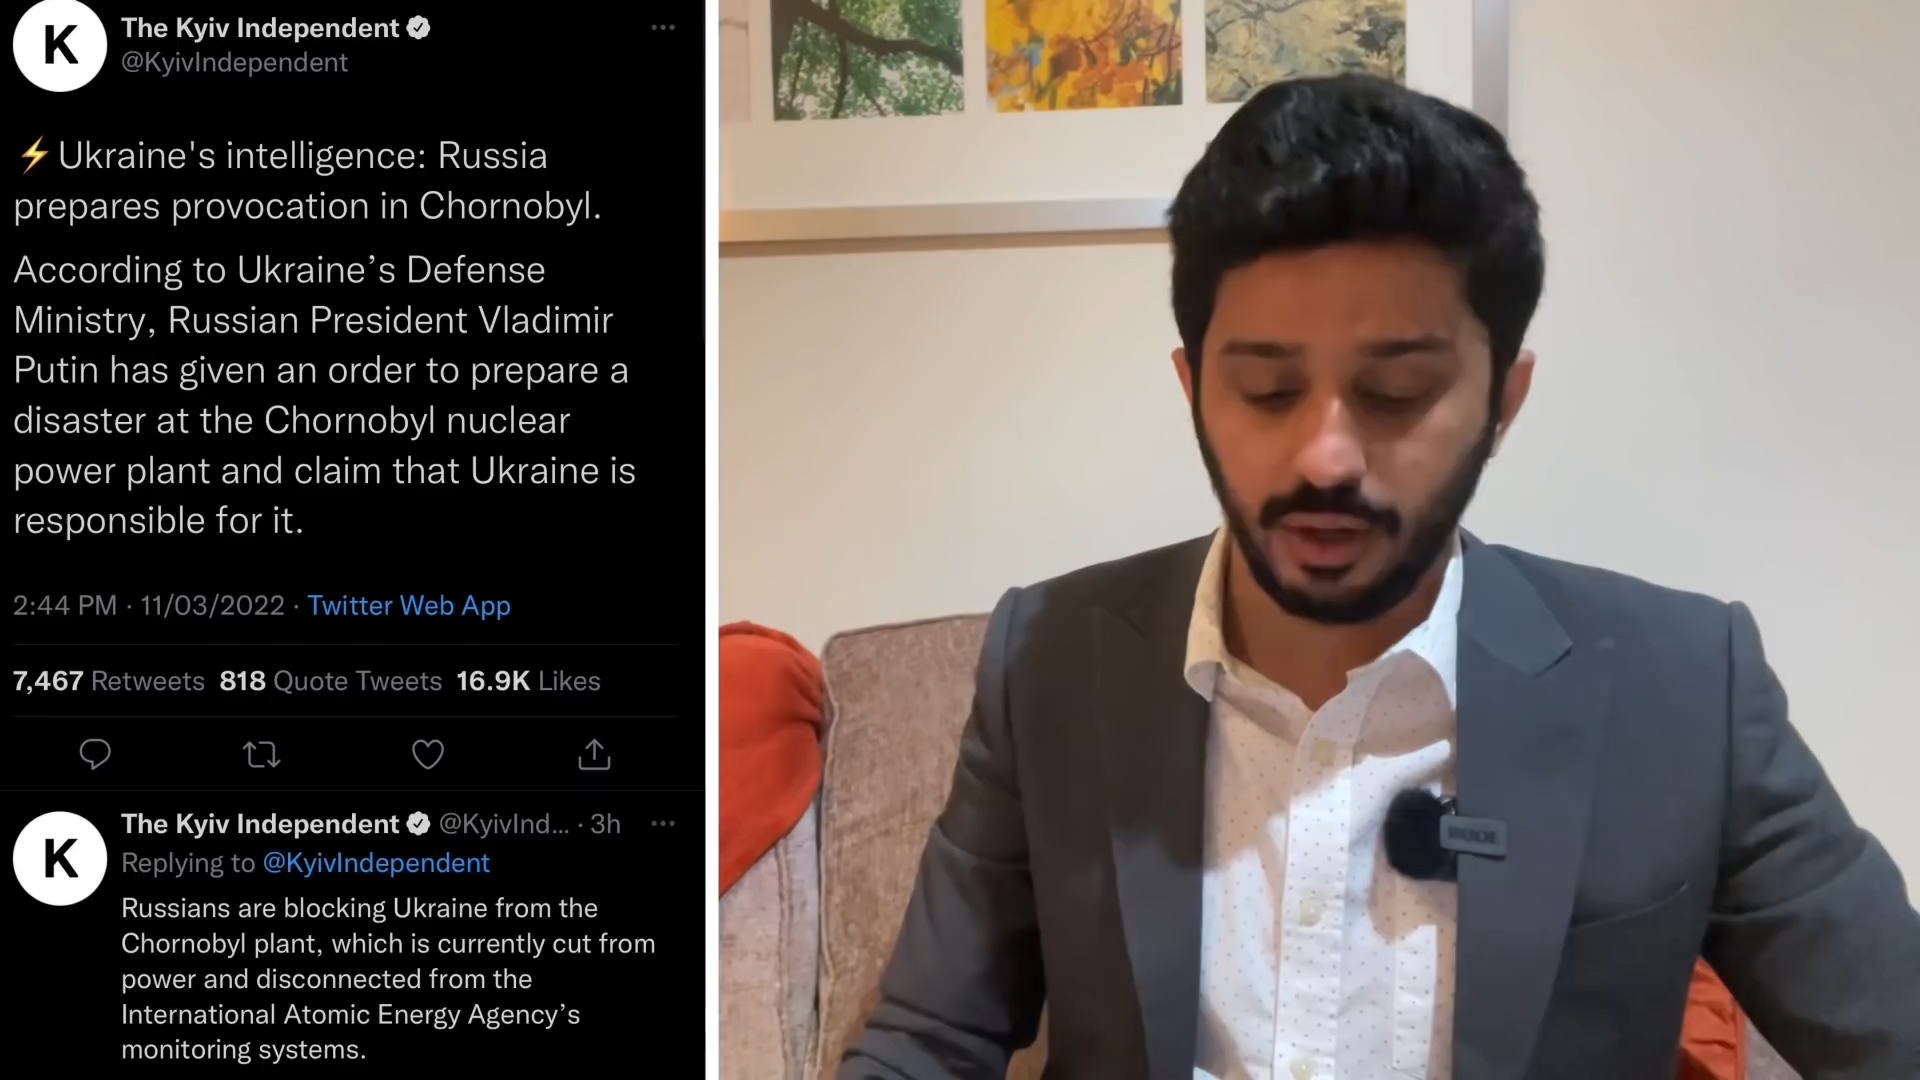 K
The Kyiv Independent
@KyivIndependent
⚡Ukraine's intelligence: Russia
prepares provocation in Chornobyl.
According to Ukraine’s Defense
Ministry, Russian President Vladimir
Putin has given an order to prepare a
disaster at the Chornobyl nuclear
power plant and claim that Ukraine is
responsible for it.
2:44 PM · 11/03/2022 · Twitter Web App
7,467 Retweets 818 Quote Tweets 16.9K Likes
K
The Kyiv Independent @KyivInd... · 3h
Replying to @KyivIndependent
Russians are blocking Ukraine from the
Chornobyl plant, which is currently cut from
power and disconnected from the
International Atomic Energy Agency’s
monitoring systems.